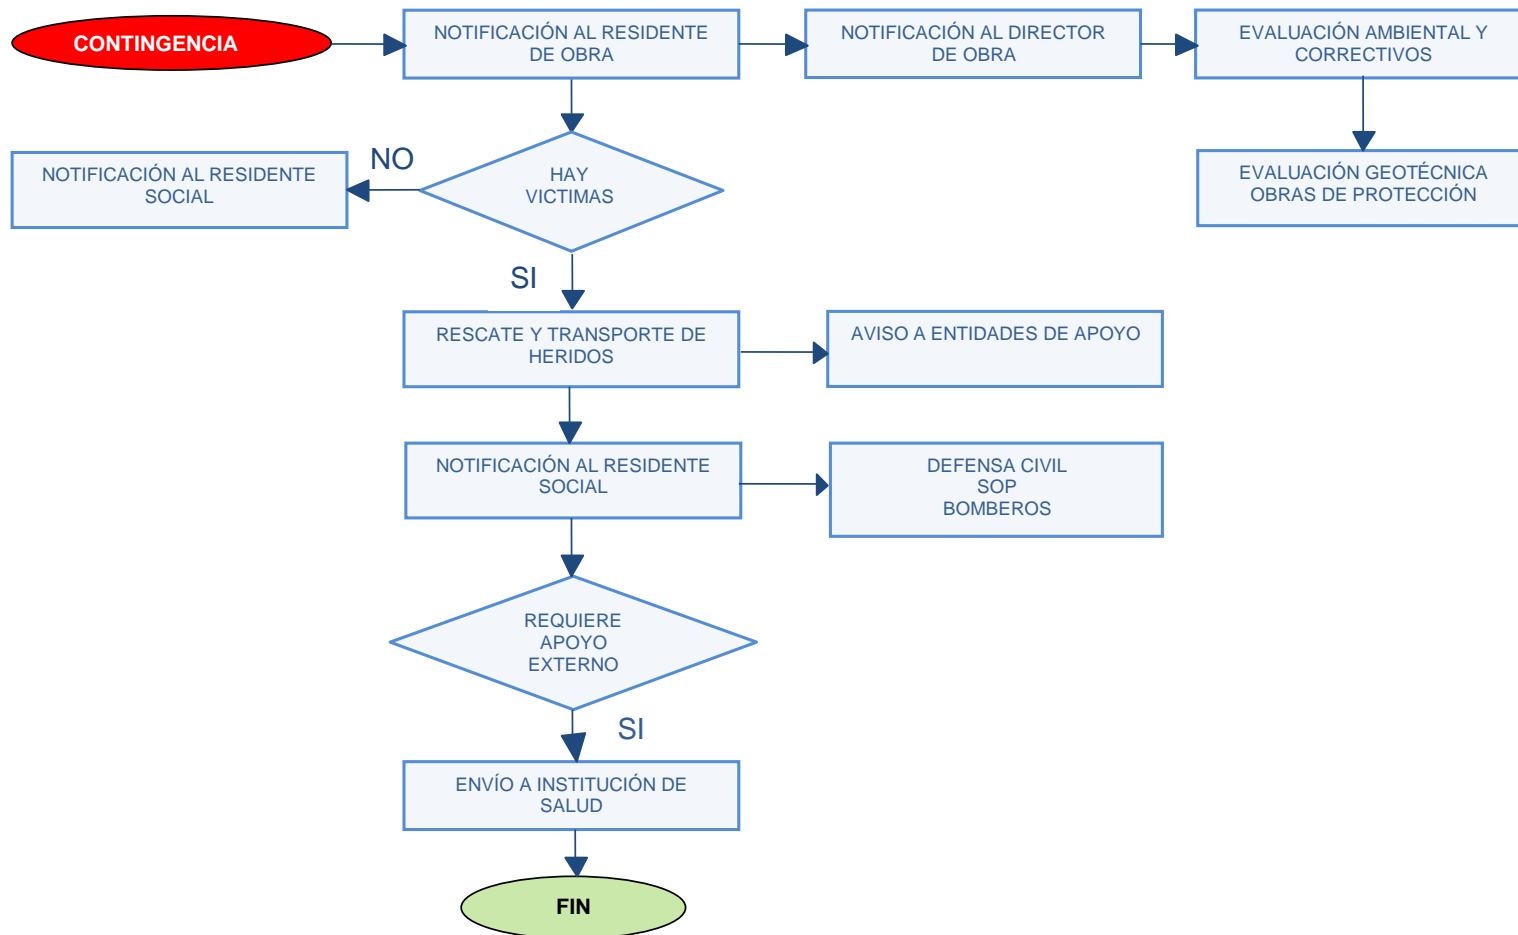 CONTINGENCIA
NOTIFICACIÓN AL RESIDENTE
DE OBRA
NOTIFICACIÓN AL DIRECTOR
DE OBRA
EVALUACIÓN AMBIENTAL Y
CORRECTIVOS
NOTIFICACIÓN AL RESIDENTE
SOCIAL
NO
HAY
VICTIMAS
EVALUACIÓN GEOTÉCNICA
OBRAS DE PROTECCIÓN
SI
RESCATE Y TRANSPORTE DE
HERIDOS
AVISO A ENTIDADES DE APOYO
NOTIFICACIÓN AL RESIDENTE
SOCIAL
DEFENSA CIVIL
SOP
BOMBEROS
REQUIERE
APOYO
EXTERNO
SI
ENVÍO A INSTITUCIÓN DE
SALUD
FIN